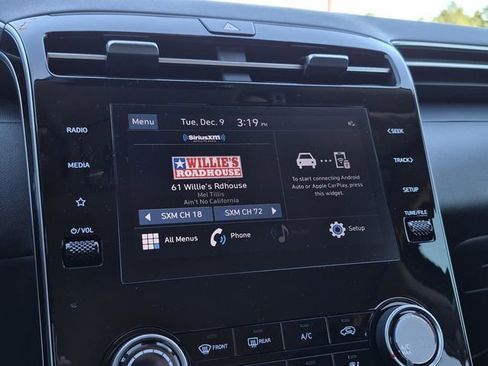 Menu
Tue, Dec. 9
3:19 PM
SiriusXM
WILLIE'S
ROADHOUSE
61 Willie's Rdhouse
Mel Tillis
Ain't No California
SXM CH 18
SXM CH 72
To start connecting Android
Auto or Apple CarPlay, press
this widget.
All Menus
Phone
Setup
RADIO
MEDIA
/VOL
<SEEK
TRACK>
SETUP
TUNE/FILE
FRONT
REAR
A/C
A/C